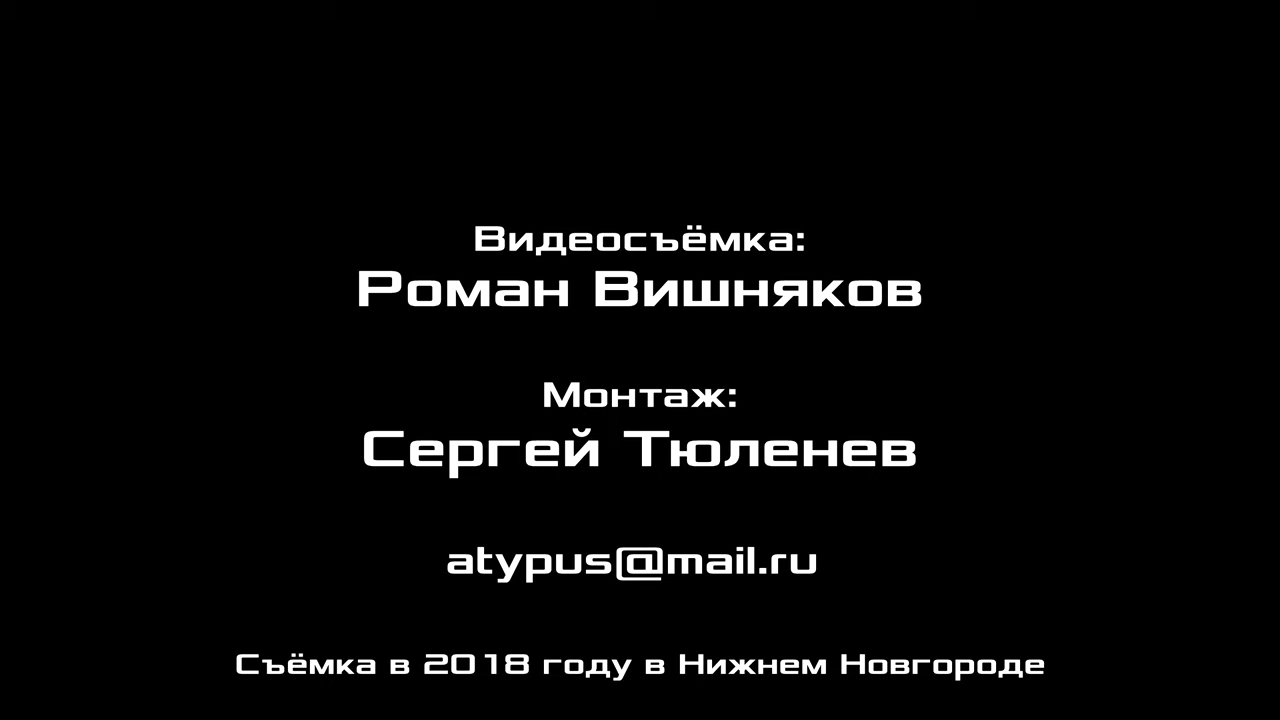 Видеосъёмка:
Роман Вишняков
Монтаж:
Сергей Тюленев
atypus@mail.ru
Съёмка в 2018 году в Нижнем Новгороде